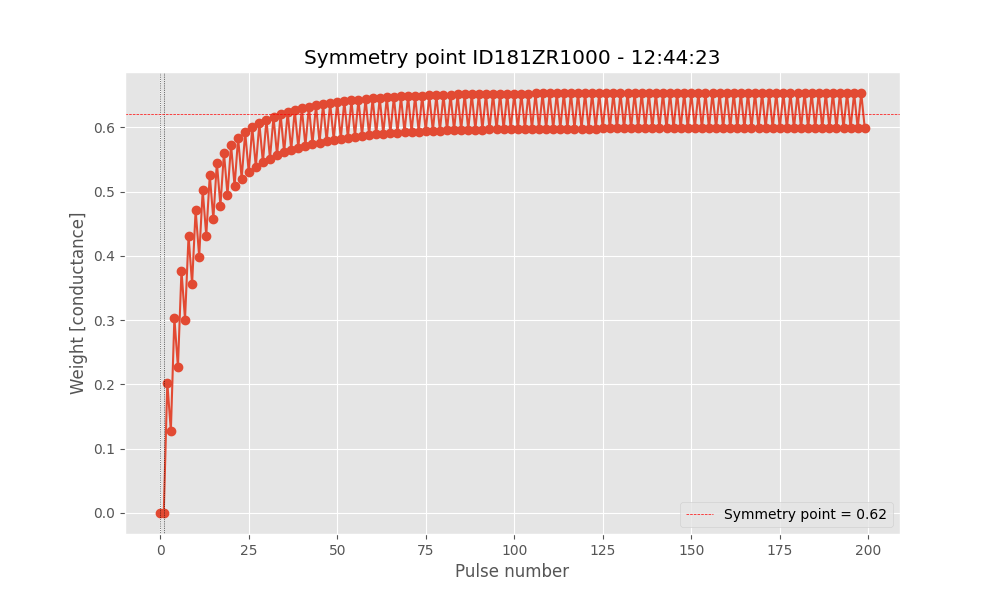 Symmetry point ID181ZR1000 - 12:44:23
Weight [conductance]
0.6
0.5
0.4
0.3
0.2
0.1
0.0
Symmetry point = 0.62
0 25 50 75 100 125 150 175 200
Pulse number